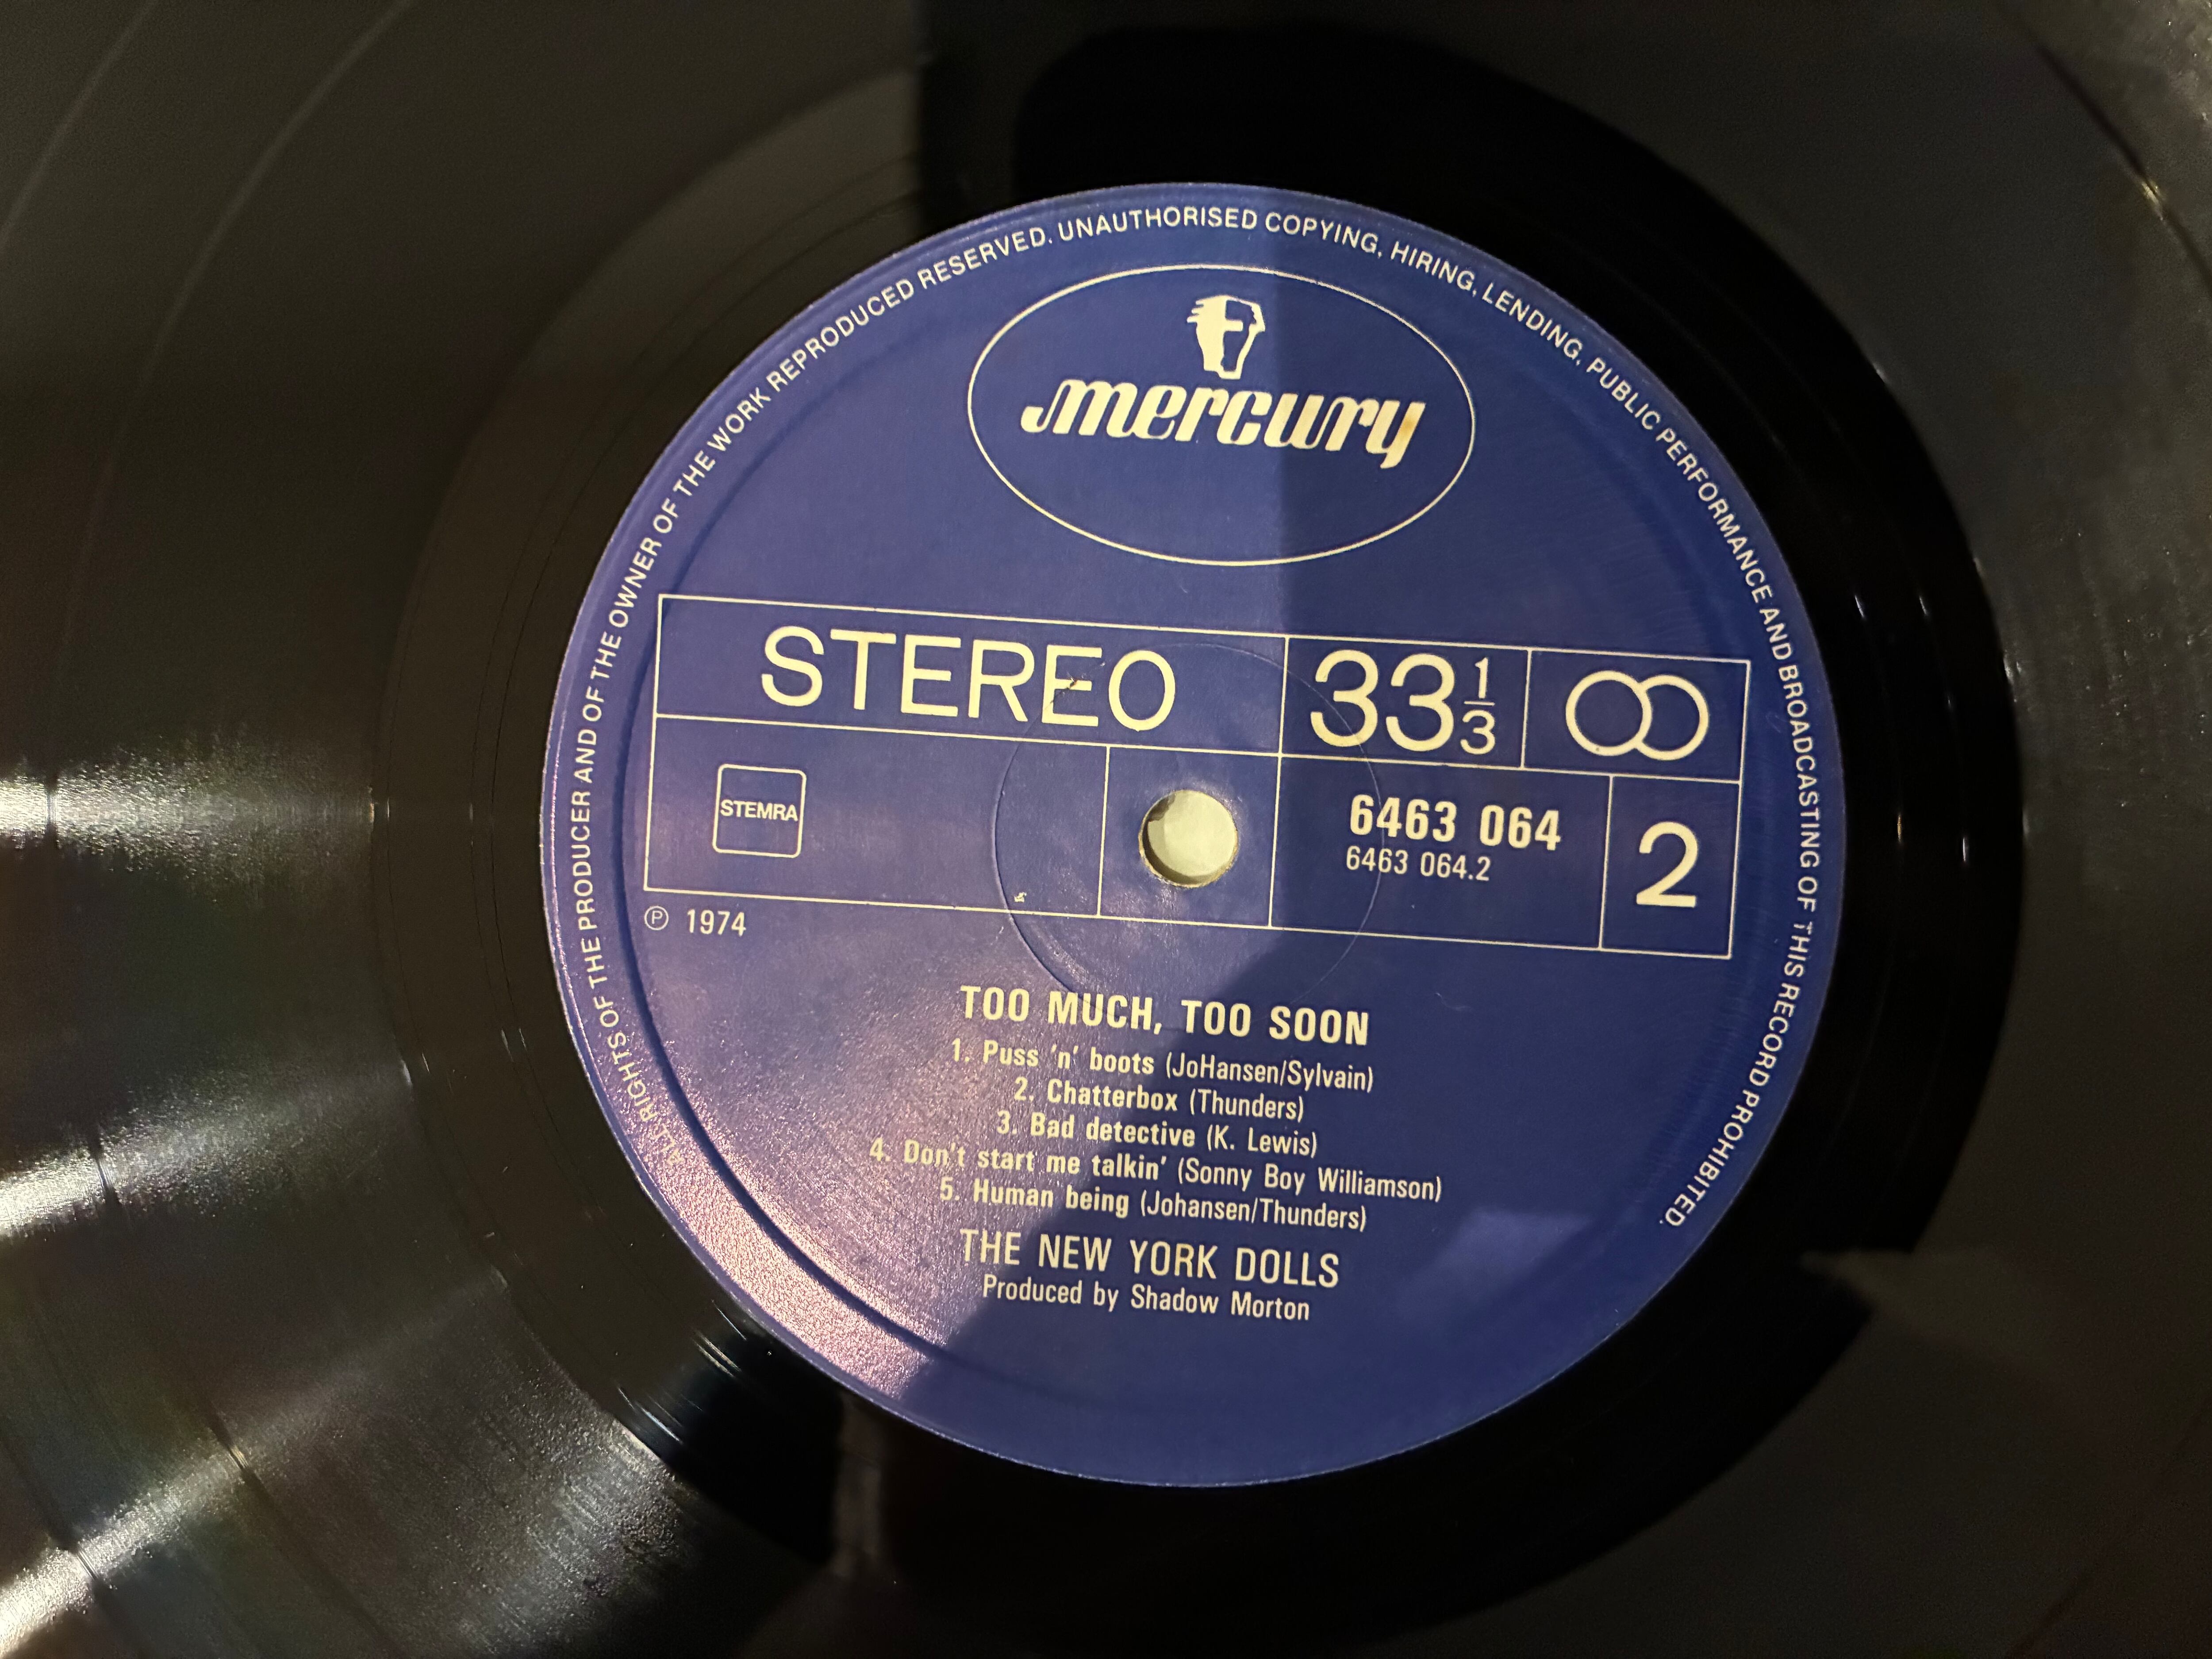 ALL RIGHTS OF THE PRODUCER AND OF THE OWNER OF THE WORK REPRODUCED RESERVED. UNAUTHORISED COPYING, HIRING, LENDING, PUBLIC PERFORMANCE AND BROADCASTING OF THIS RECORD PROHIBITED.
mercury
STEREO 33 1/3
STEMRA 6463 064 2
6463 064.2
℗ 1974
TOO MUCH, TOO SOON
1. Puss 'n' boots (JoHansen/Sylvain)
2. Chatterbox (Thunders)
3. Bad detective (K. Lewis)
4. Don't start me talkin' (Sonny Boy Williamson)
5. Human being (Johansen/Thunders)
THE NEW YORK DOLLS
Produced by Shadow Morton